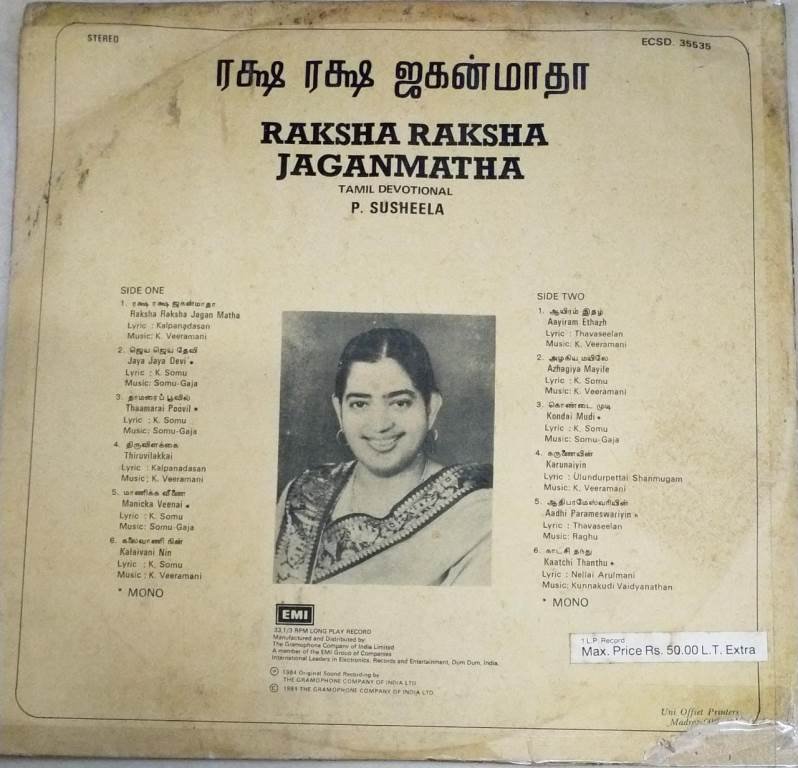 STEREO
ECSD. 35535
ரக்ஷ ரக்ஷ ஜகன்மாதா
RAKSHA RAKSHA
JAGANMATHA
TAMIL DEVOTIONAL
P. SUSHEELA
SIDE ONE
1. ரக்ஷ ரக்ஷ ஜகன்மாதா
Raksha Raksha Jagan Matha
Lyric : Kalpanadasan
Music: K. Veeramani
2. ஜெய ஜெய தேவி
Jaya Jaya Devi •
Lyric : K. Somu
Music: Somu-Gaja
3. தாமரைப் பூவில்
Thaamarai Poovil •
Lyric : K. Somu
Music: Somu-Gaja
4. திருவிளக்கை
Thiruvilakkai
Lyric : Kalpanadasan
Music: K. Veeramani
5. மாணிக்க வீணை
Manicka Veenai •
Lyric : K. Somu
Music: Somu-Gaja
6. கலைவாணி நின்
Kalaivani Nin
Lyric : K. Somu
Music : K. Veeramani
* MONO
SIDE TWO
1. ஆயிரம் இதழ்
Aayiram Ethazh
Lyric : Thavaseelan
Music: K. Veeramani
2. அழகிய மயிலே
Azhagiya Mayile
Lyric : K. Somu
Music: K. Veeramani
3. கொண்டை முடி
Kondai Mudi •
Lyric : K. Somu
Music: Somu-Gaja
4. கருணையின்
Karunaiyin
Lyric : Ulundurpettai Shanmugam
Music: K. Veeramani
5. ஆதிபரமேஸ்வரியின்
Aadhi Parameswariyin •
Lyric : Thavaseelan
Music: Raghu
6. காட்சி தந்து
Kaatchi Thanthu •
Lyric : Nellai Arulmani
Music : Kunnakudi Vaidyanathan
* MONO
EMI
33 1/3 RPM LONG PLAY RECORD
Manufactured and Distributed by
The Gramophone Company of India Limited
A member of the EMI Group of Companies
International Leaders in Electronics, Records and Entertainment, Dum Dum, India.
Ⓟ 1984 Original Sound Recording by
THE GRAMOPHONE COMPANY OF INDIA LTD
© 1984 THE GRAMOPHONE COMPANY OF INDIA LTD.
1 L.P. Record
Max. Price Rs. 50.00 L.T. Extra
Uni Offset Printers
Madras